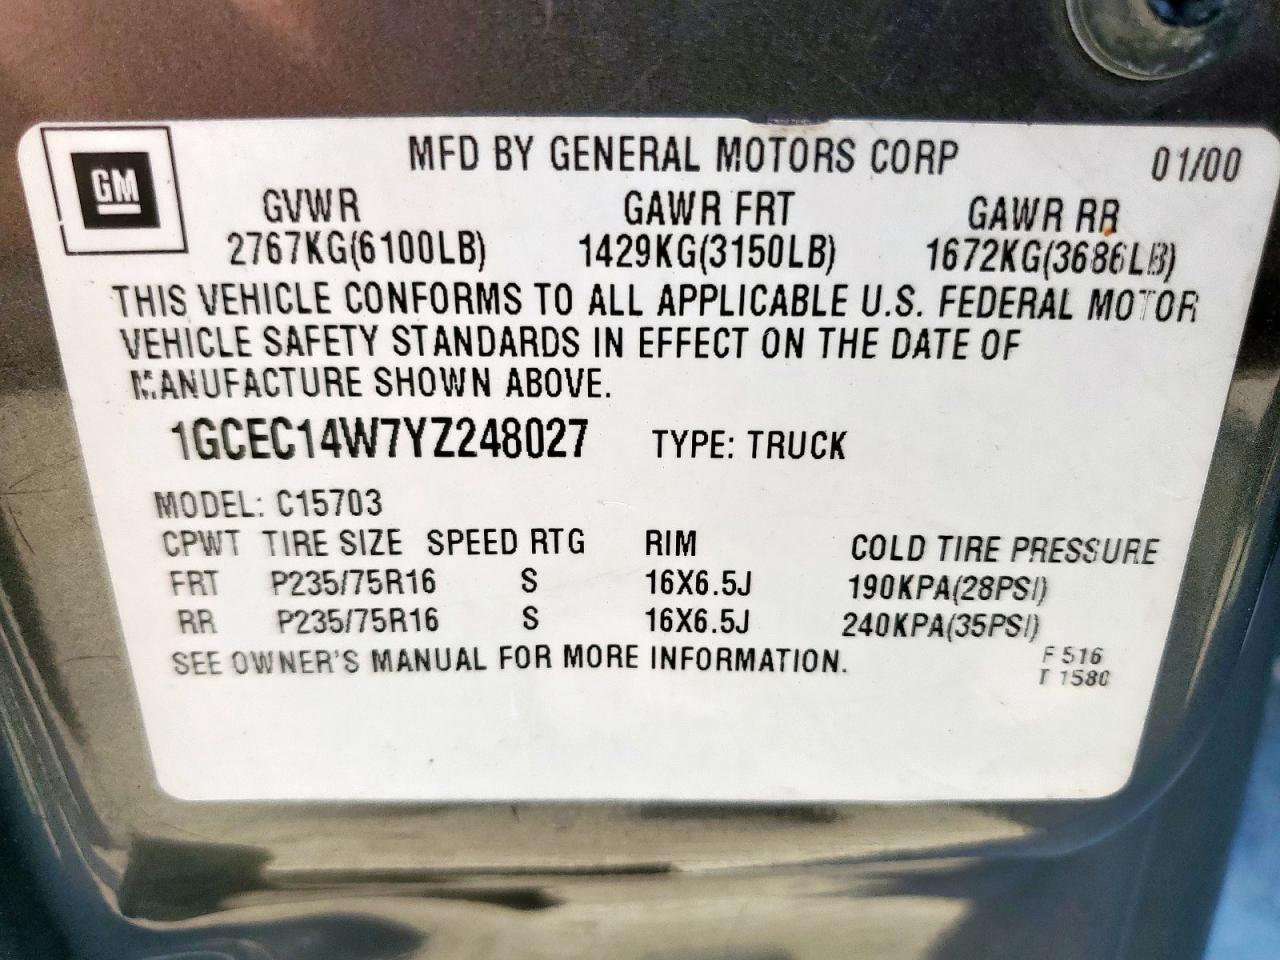 GM
MFD BY GENERAL MOTORS CORP 01/00
GVWR GAWR FRT GAWR RR
2767KG(6100LB) 1429KG(3150LB) 1672KG(3686LB)
THIS VEHICLE CONFORMS TO ALL APPLICABLE U.S. FEDERAL MOTOR
VEHICLE SAFETY STANDARDS IN EFFECT ON THE DATE OF
MANUFACTURE SHOWN ABOVE.
1GCEC14W7YZ248027 TYPE: TRUCK
MODEL: C15703
CPWT TIRE SIZE SPEED RTG RIM COLD TIRE PRESSURE
FRT P235/75R16 S 16X6.5J 190KPA(28PSI)
RR P235/75R16 S 16X6.5J 240KPA(35PSI)
SEE OWNER'S MANUAL FOR MORE INFORMATION. F 516
T 1580